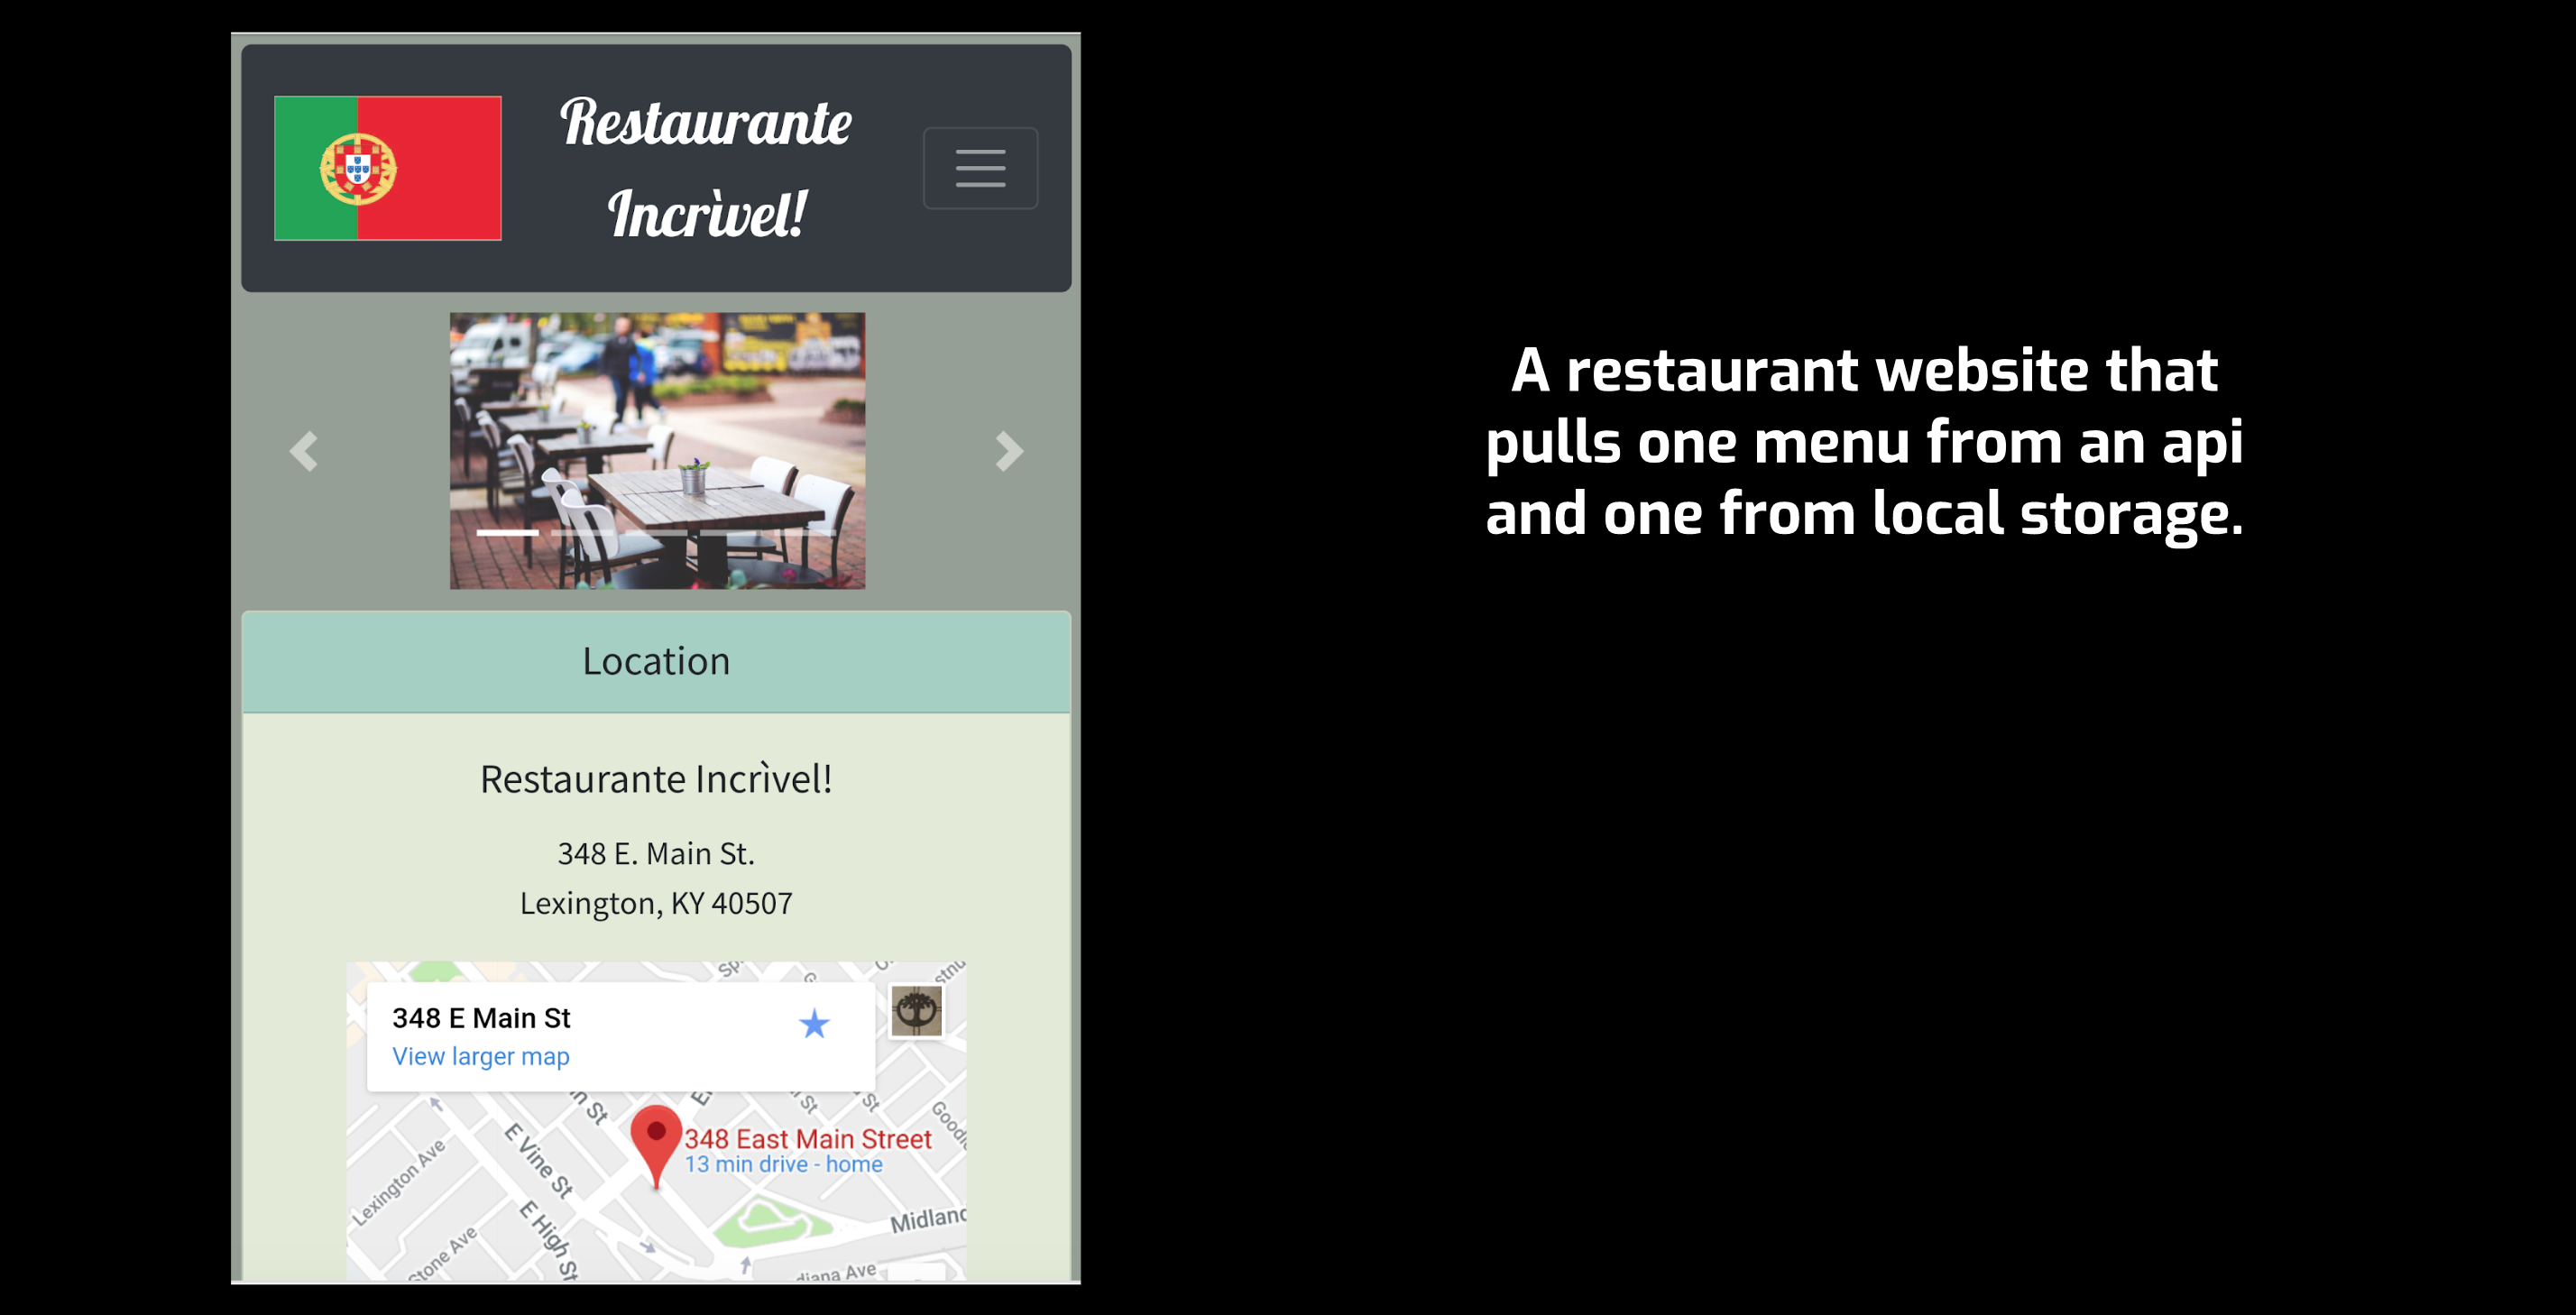 Restaurante
Incrìvel!
A restaurant website that
pulls one menu from an api
and one from local storage.
Location
Restaurante Incrìvel!
348 E. Main St.
Lexington, KY 40507
348 E Main St
View larger map
348 East Main Street
13 min drive - home
E Vine St
Lexington Ave
E High St
Midland
Stone Ave
diana Ave
n St
St
St